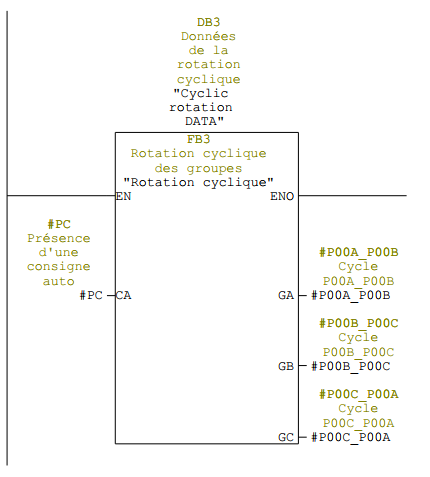 DB3
Données
de la
rotation
cyclique
"Cyclic
rotation
DATA"
FB3
Rotation cyclique
des groupes
"Rotation cyclique"
EN ENO
#PC
Présence
d'une
consigne
auto
#PC CA
#P00A_P00B
Cycle
P00A_P00B
GA #P00A_P00B
#P00B_P00C
Cycle
P00B_P00C
GB #P00B_P00C
#P00C_P00A
Cycle
P00C_P00A
GC #P00C_P00A